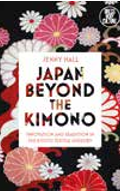 JENNY HALL
JAPAN
BEYOND
THE
KIMONO
INNOVATION AND TRADITION IN
THE KYOTO TEXTILE INDUSTRY